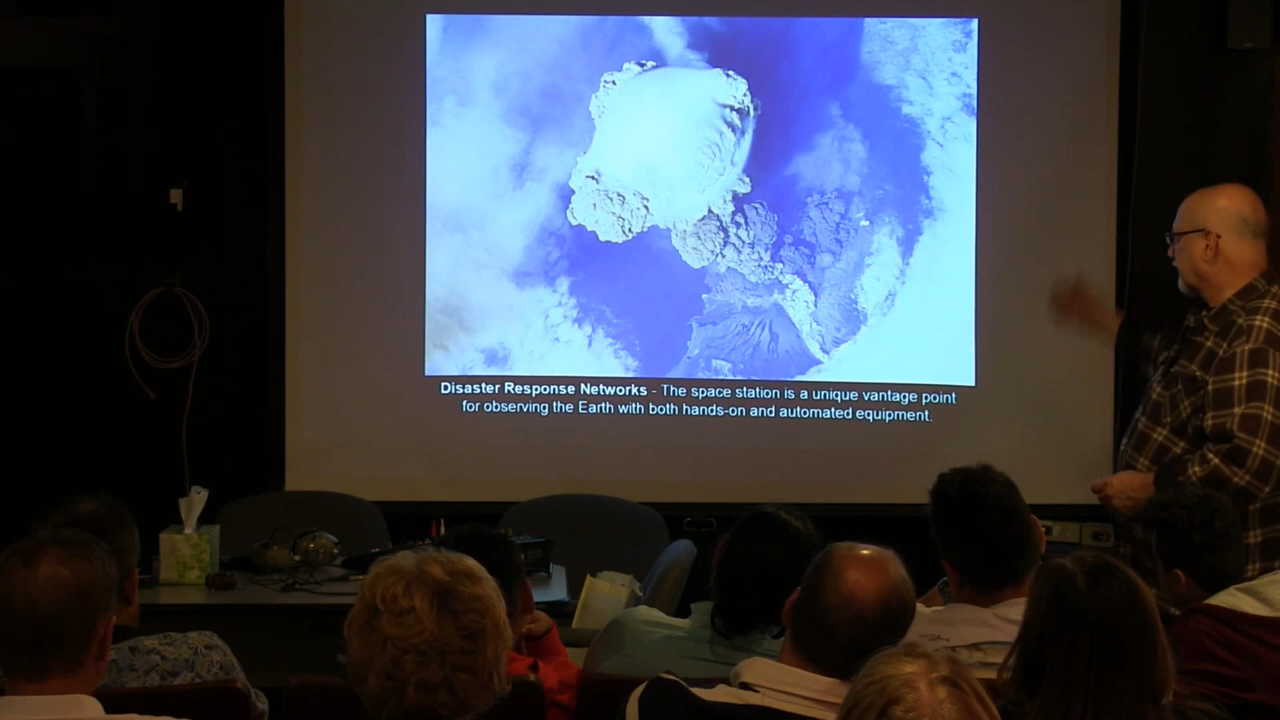 Disaster Response Networks - The space station is a unique vantage point
for observing the Earth with both hands-on and automated equipment.